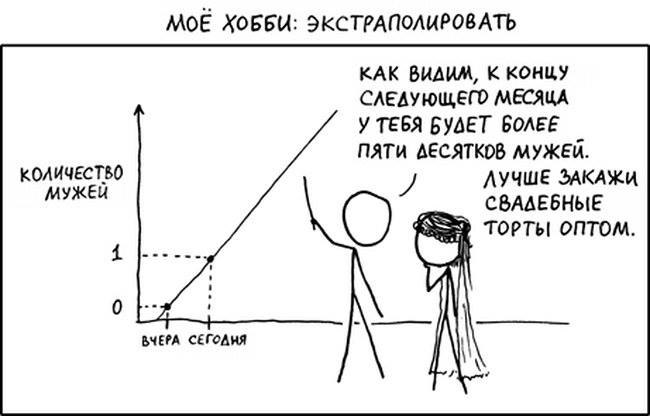 МОЁ ХОББИ: ЭКСТРАПОЛИРОВАТЬ
КАК ВИДИМ, К КОНЦУ
СЛЕДУЮЩЕГО МЕСЯЦА
У ТЕБЯ БУДЕТ БОЛЕЕ
ПЯТИ ДЕСЯТКОВ МУЖЕЙ.
ЛУЧШЕ ЗАКАЖИ
СВАДЕБНЫЕ
ТОРТЫ ОПТОМ.
КОЛИЧЕСТВО
МУЖЕЙ
1
0
ВЧЕРА СЕГОДНЯ